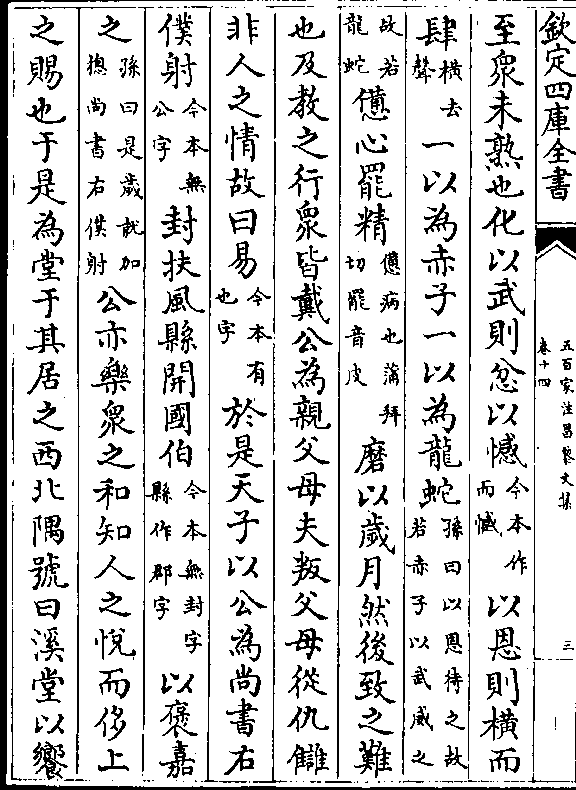 欽定四庫全書
五百家注昌黎文集
卷十四
三
至衆未熟也化以武則忿以憾今本作而憾以恩則橫而
肆橫去聲一以為赤子一以為龍蛇孫曰以恩待之故若赤子以武威之
故若龍蛇憊心罷精憊病也蒲拜切罷音皮磨以歲月然後致之難
也及教之行衆皆戴公為親父母夫叛父母從仇讎
非人之情故曰易今本有也字於是天子以公為尚書右
僕射今本無公字封扶風縣開國伯今本無封字縣作郡字以褒嘉
之孫曰是歲就加總尚書右僕射公亦樂衆之和知人之悅而侈上
之賜也于是為堂于其居之西北隅號曰溪堂以饗